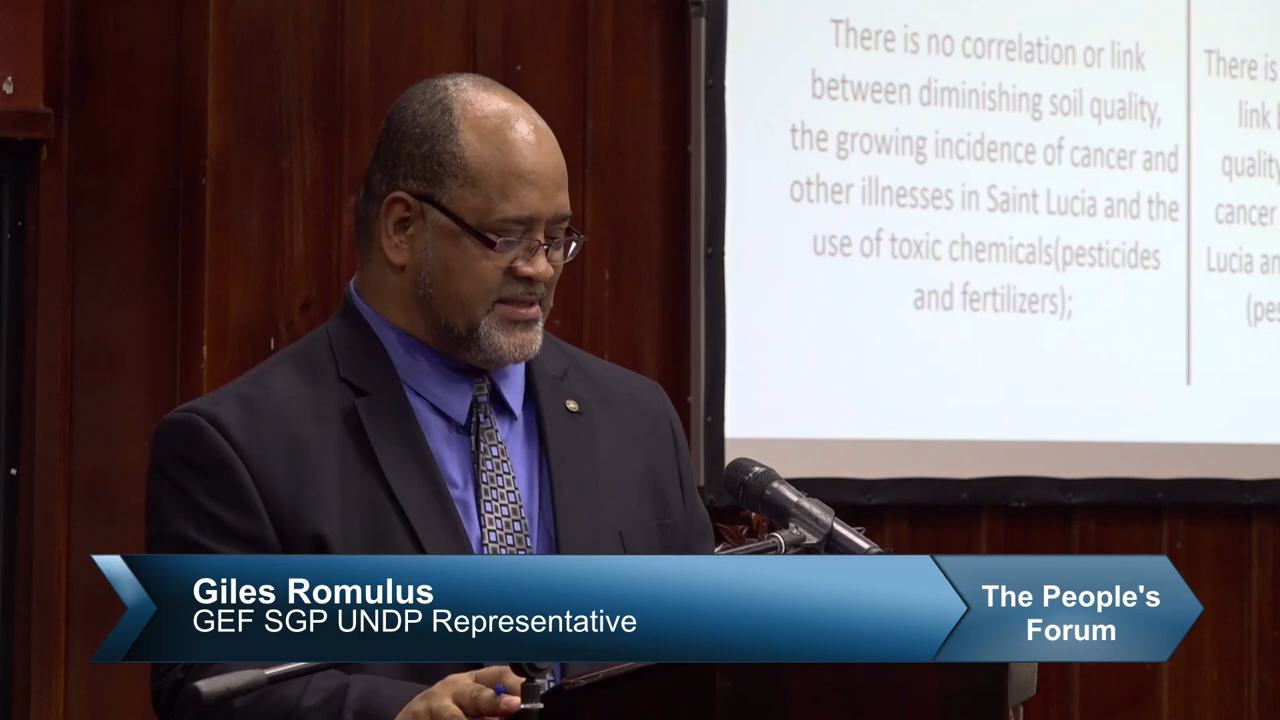 There is no correlation or link
between diminishing soil quality,
the growing incidence of cancer and
other illnesses in Saint Lucia and the
use of toxic chemicals(pesticides
and fertilizers);
There is
link
quality
cancer
Lucia an
(pes
Giles Romulus
GEF SGP UNDP Representative
The People's
Forum